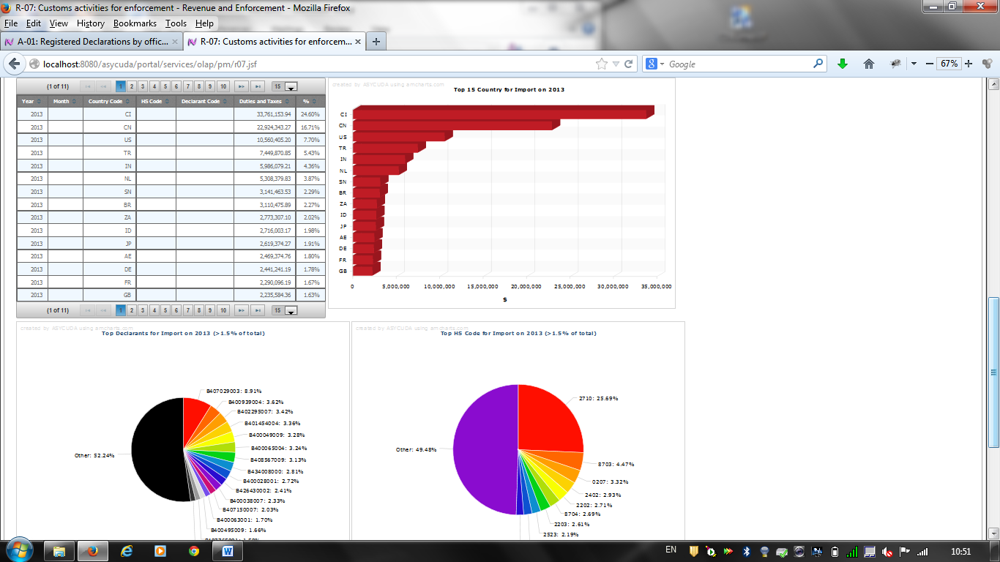 R-07: Customs activities for enforcement - Revenue and Enforcement - Mozilla Firefox
File Edit View History Bookmarks Tools Help
A-01: Registered Declarations by offic... × R-07: Customs activities for enforcem... × +
localhost:8080/asycuda/portal/services/olap/pm/r07.jsf Google 67%
(1 of 11) 1 2 3 4 5 6 7 8 9 10 15
Year Month Country Code HS Code Declarant Code Duties and Taxes %
2013 CI 33,761,153.94 24.60%
2013 CN 22,924,343.27 16.71%
2013 US 10,560,405.20 7.70%
2013 TR 7,449,870.85 5.43%
2013 IN 5,986,079.21 4.36%
2013 NL 5,308,379.83 3.87%
2013 SN 3,141,463.53 2.29%
2013 BR 3,110,475.89 2.27%
2013 ZA 2,773,307.10 2.02%
2013 ID 2,716,003.17 1.98%
2013 JP 2,619,374.27 1.91%
2013 AE 2,469,374.76 1.80%
2013 DE 2,441,241.19 1.78%
2013 FR 2,290,096.19 1.67%
2013 GB 2,235,584.36 1.63%
(1 of 11) 1 2 3 4 5 6 7 8 9 10 15
created by ASYCUDA using amcharts.com
Top 15 Country for Import on 2013
CI
CN
US
TR
IN
NL
SN
BR
ZA
ID
JP
AE
DE
FR
GB
0 5,000,000 10,000,000 15,000,000 20,000,000 25,000,000 30,000,000 35,000,000
$
created by ASYCUDA using amcharts.com
Top Declarants for Import on 2013 (>1.5% of total)
B407029003: 8.91%
B400939004: 3.62%
B402295007: 3.42%
B401454004: 3.36%
B400049009: 3.28%
B400065004: 3.24%
B408567009: 3.13%
B434008000: 2.81%
B400028001: 2.72%
B426430002: 2.41%
B400038007: 2.33%
B407150007: 2.03%
B400063001: 1.70%
B400495009: 1.66%
Other: 52.24%
created by ASYCUDA using amcharts.com
Top HS Code for Import on 2013 (>1.5% of total)
2710: 25.69%
8703: 4.47%
0207: 3.32%
2402: 2.93%
2202: 2.71%
8704: 2.69%
2203: 2.61%
2523: 2.19%
Other: 49.48%
EN 10:51